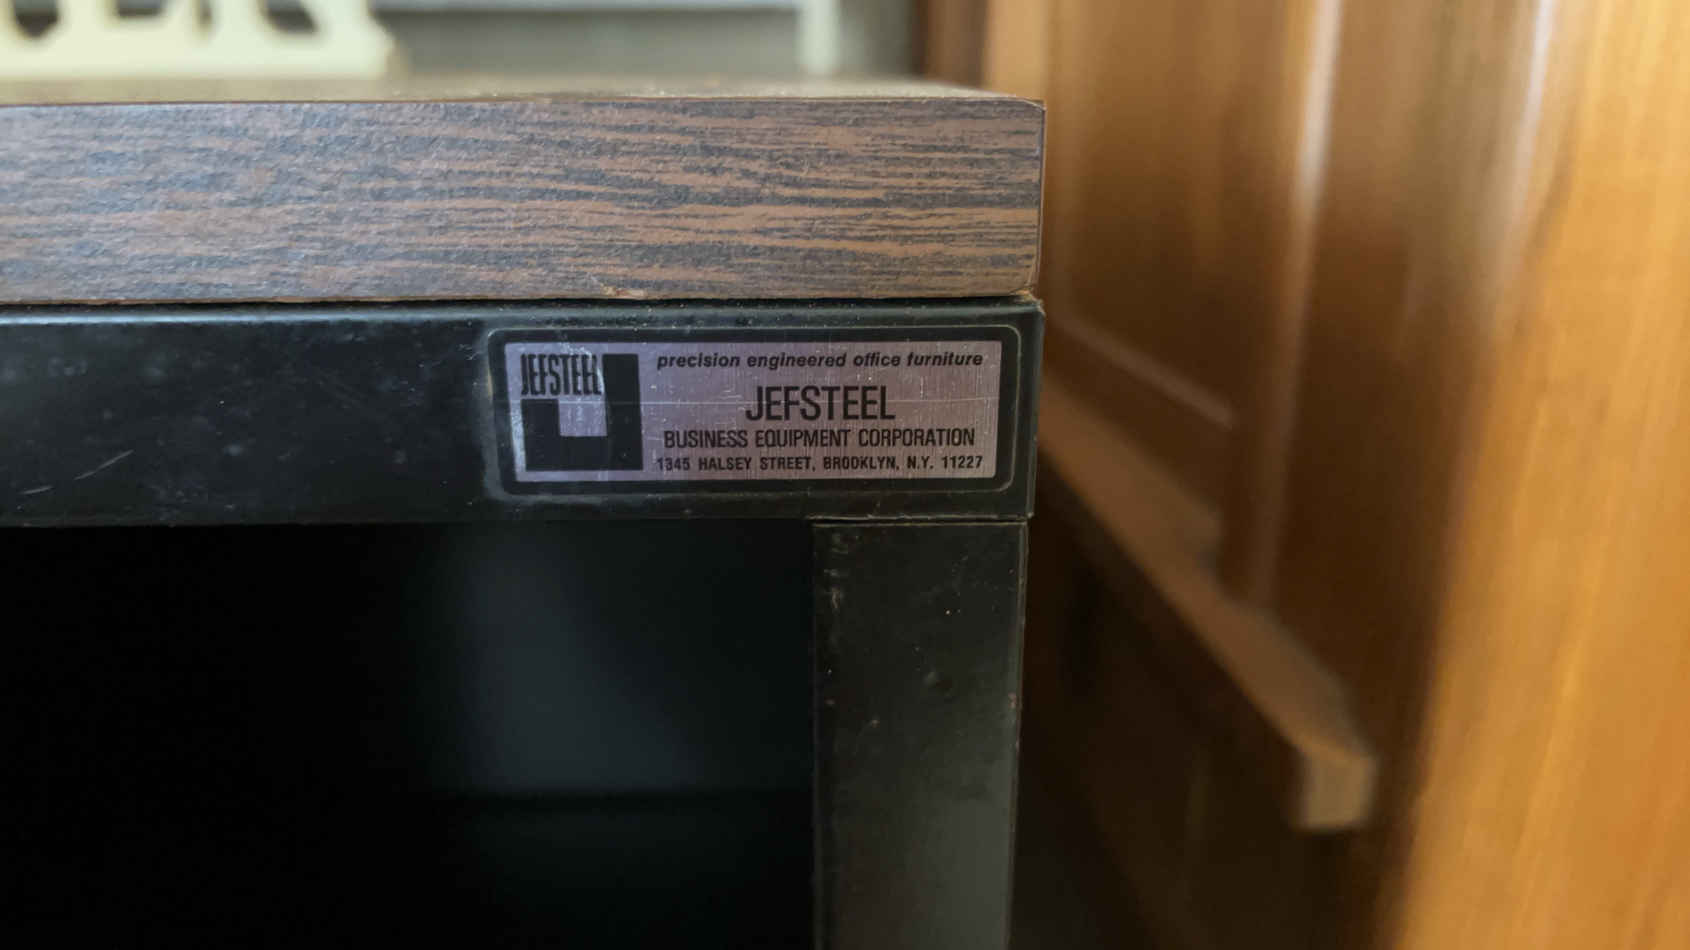 JEFSTEEL
precision engineered office furniture
JEFSTEEL
BUSINESS EQUIPMENT CORPORATION
1345 HALSEY STREET, BROOKLYN, N.Y. 11227